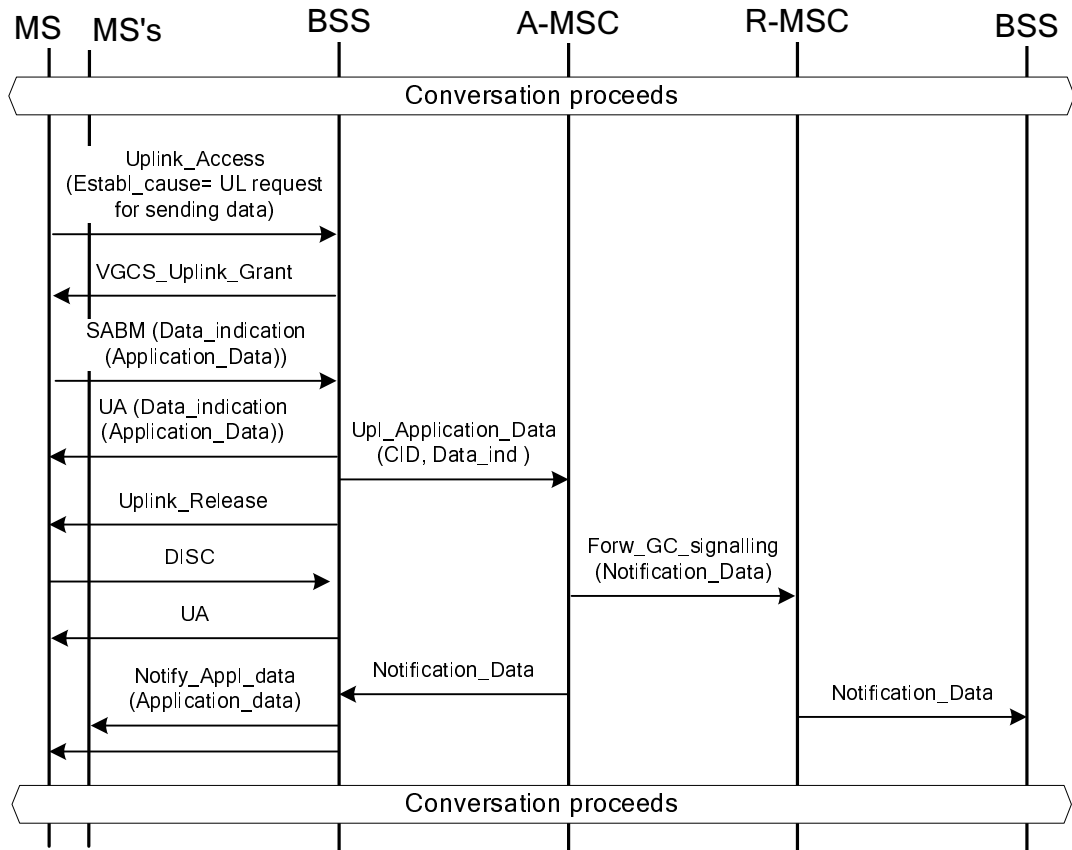 MS
MS's
BSS
A-MSC
R-MSC
BSS
Conversation proceeds
Uplink_Access
(Establ_cause= UL request
for sending data)
VGCS_Uplink_Grant
SABM (Data_indication
(Application_Data))
UA (Data_indication
(Application_Data))
Upl_Application_Data
(CID, Data_ind )
Uplink_Release
Forw_GC_signalling
(Notification_Data)
DISC
UA
Notify_Appl_data
(Application_data)
Notification_Data
Notification_Data
Conversation proceeds